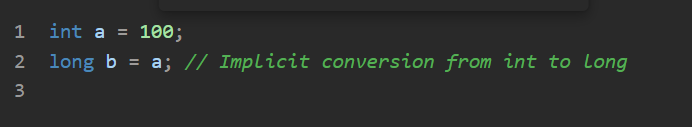 1 int a = 100;
2 long b = a; // Implicit conversion from int to long
3